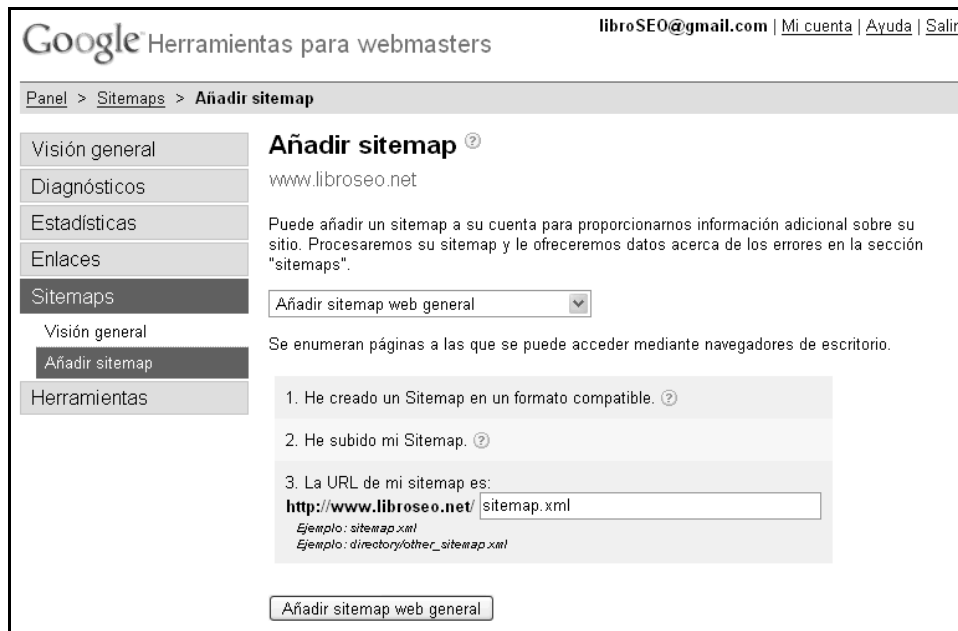 Google Herramientas para webmasters
libroSEO@gmail.com | Mi cuenta | Ayuda | Salir
Panel > Sitemaps > Añadir sitemap
Visión general
Diagnósticos
Estadísticas
Enlaces
Sitemaps
Visión general
Añadir sitemap
Herramientas
Añadir sitemap ?
www.libroseo.net
Puede añadir un sitemap a su cuenta para proporcionarnos información adicional sobre su
sitio. Procesaremos su sitemap y le ofreceremos datos acerca de los errores en la sección
"sitemaps".
Añadir sitemap web general
Se enumeran páginas a las que se puede acceder mediante navegadores de escritorio.
1. He creado un Sitemap en un formato compatible. ?
2. He subido mi Sitemap. ?
3. La URL de mi sitemap es:
http://www.libroseo.net/ sitemap.xml
Ejemplo: sitemap.xml
Ejemplo: directory/other_sitemap.xml
Añadir sitemap web general